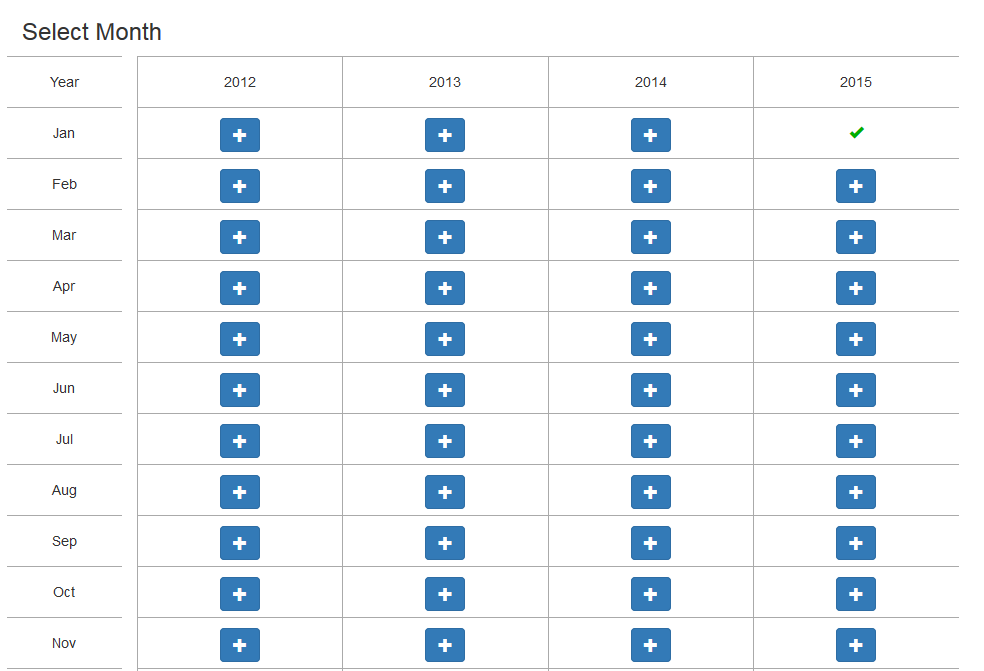 Select Month
Year 2012 2013 2014 2015
Jan
Feb
Mar
Apr
May
Jun
Jul
Aug
Sep
Oct
Nov